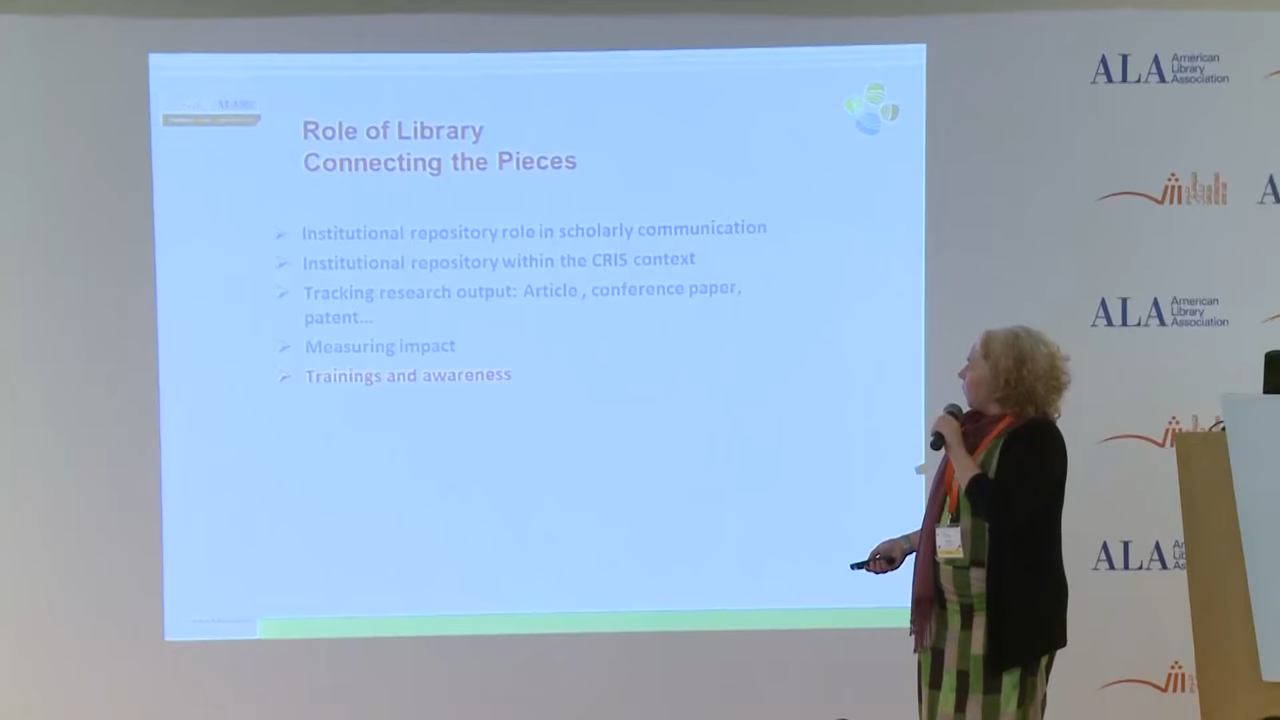 Role of Library
Connecting the Pieces
Institutional repository role in scholarly communication
Institutional repository within the CRIS context
Tracking research output: Article , conference paper,
patent...
Measuring impact
Trainings and awareness
ALA American
Library
Association
ALA American
Library
Association
ALA